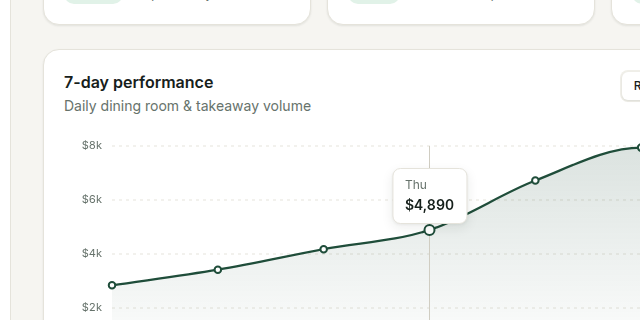 7-day performance
Daily dining room & takeaway volume
$8k
Thu
$6k
$4,890
$4k
$2k